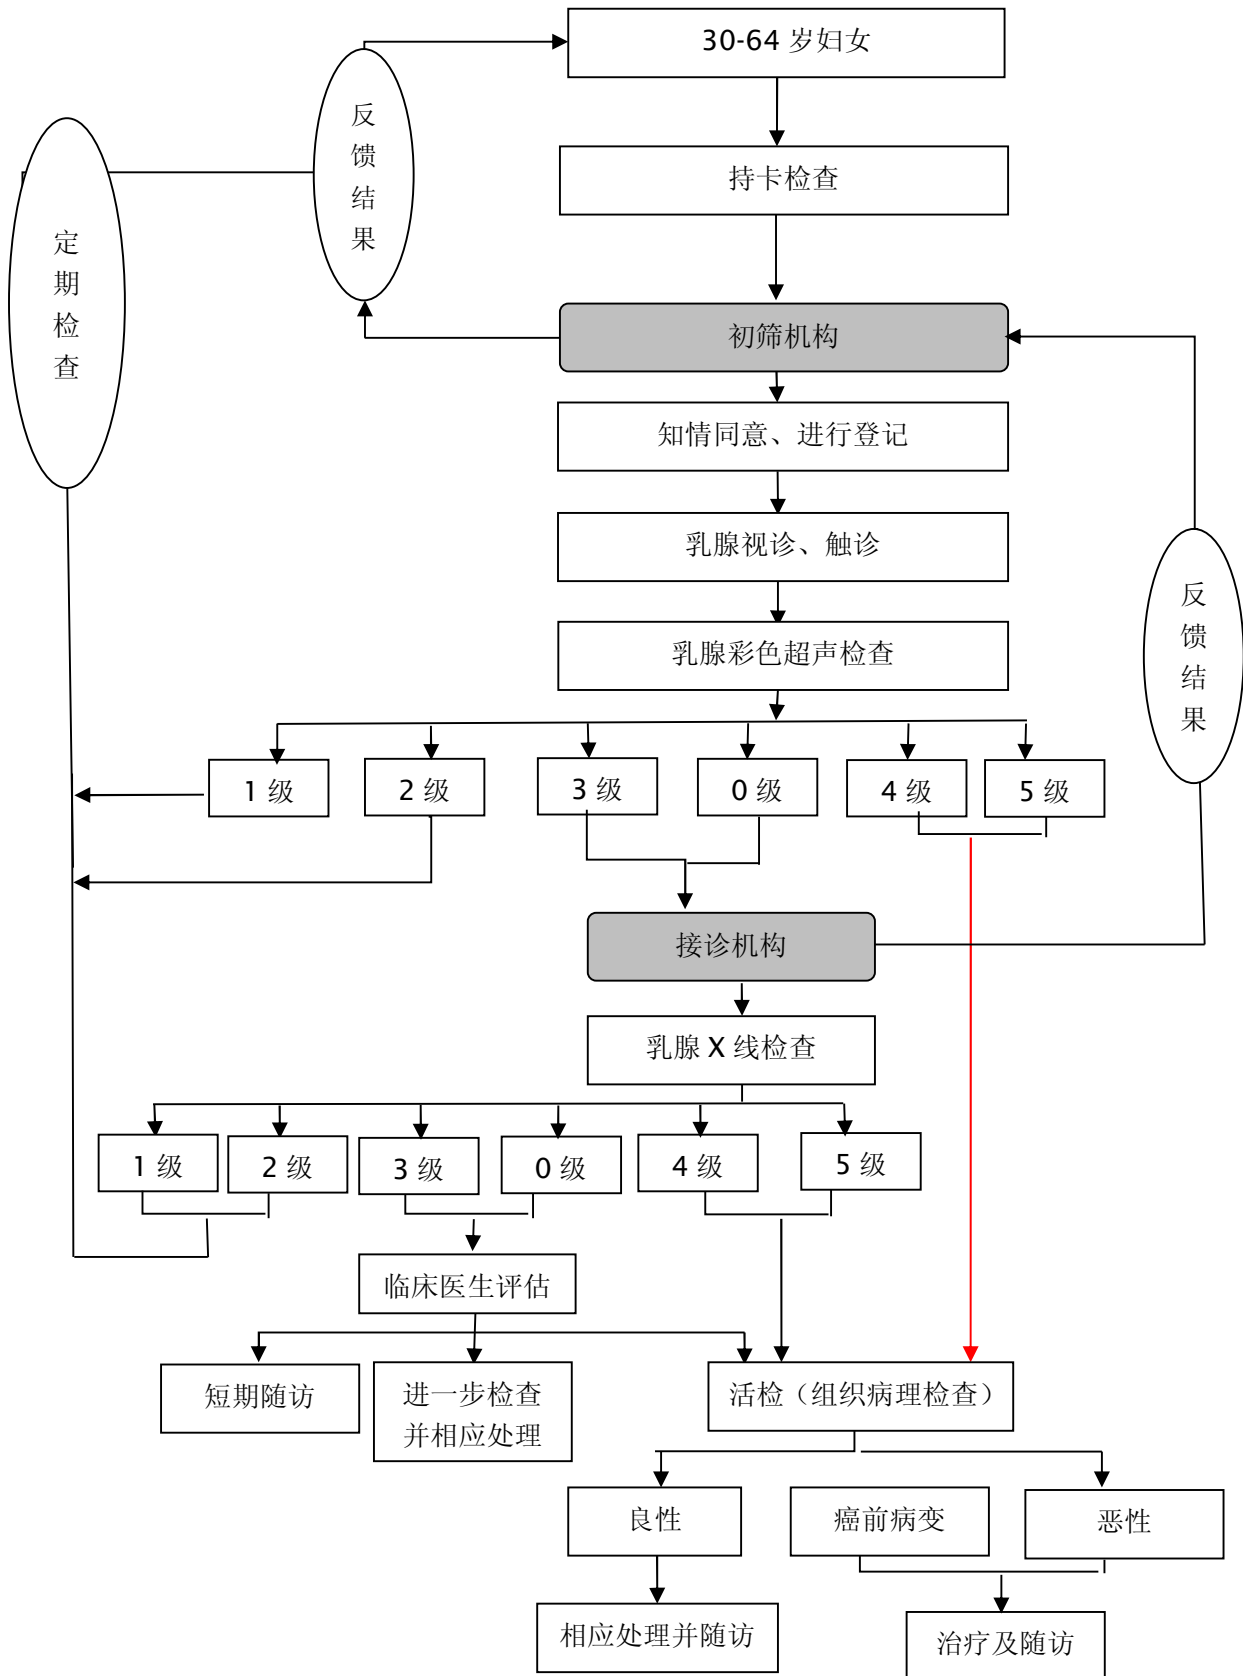 30-64 岁妇女
反
馈
结
果
持卡检查
定
期
检
查
初筛机构
知情同意、进行登记
乳腺视诊、触诊
反
馈
结
果
乳腺彩色超声检查
1 级
2 级
3 级
0 级
4 级
5 级
接诊机构
乳腺 X 线检查
1 级
2 级
3 级
0 级
4 级
5 级
临床医生评估
短期随访
进一步检查
并相应处理
活检（组织病理检查）
良性
癌前病变
恶性
相应处理并随访
治疗及随访